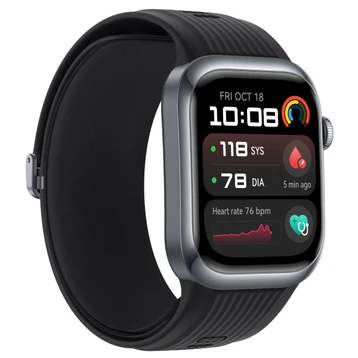 FRI OCT 18
10:08
118 SYS
78 DIA
5 min ago
Heart rate 76 bpm